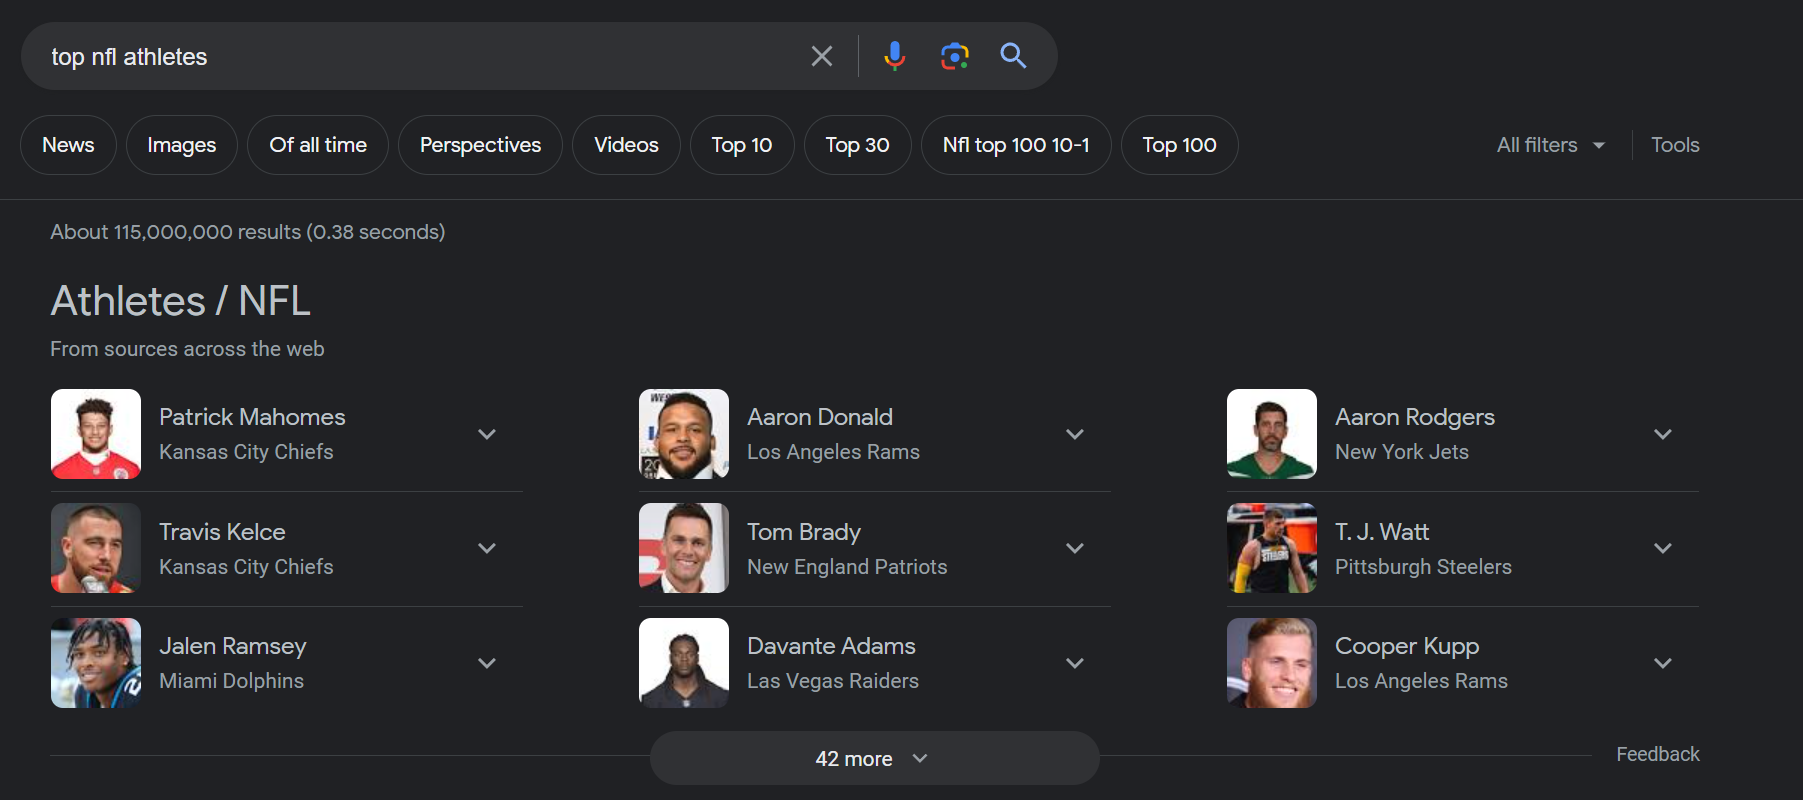 top nfl athletes
News
Images
Of all time
Perspectives
Videos
Top 10
Top 30
Nfl top 100 10-1
Top 100
All filters
Tools
About 115,000,000 results (0.38 seconds)
Athletes / NFL
From sources across the web
Patrick Mahomes
Kansas City Chiefs
Aaron Donald
Los Angeles Rams
Aaron Rodgers
New York Jets
Travis Kelce
Kansas City Chiefs
Tom Brady
New England Patriots
T. J. Watt
Pittsburgh Steelers
Jalen Ramsey
Miami Dolphins
Davante Adams
Las Vegas Raiders
Cooper Kupp
Los Angeles Rams
42 more
Feedback